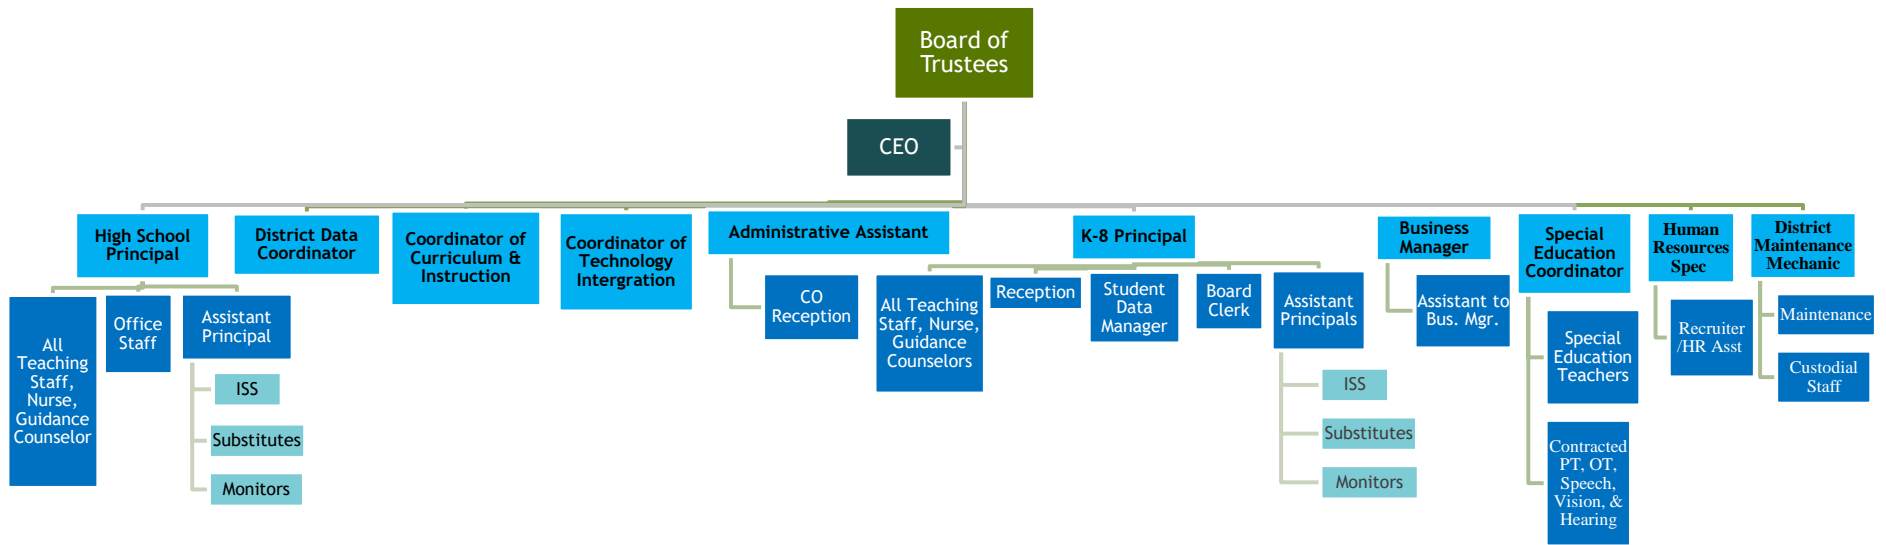 Board of
Trustees
CEO
High School
Principal
District Data
Coordinator
Coordinator of
Curriculum &
Instruction
Coordinator of
Technology
Intergration
Administrative Assistant
K-8 Principal
Business
Manager
Special
Education
Coordinator
Human
Resources
Spec
District
Maintenance
Mechanic
All
Teaching
Staff,
Nurse,
Guidance
Counselor
Office
Staff
Assistant
Principal
ISS
Substitutes
Monitors
CO
Reception
All Teaching
Staff, Nurse,
Guidance
Counselors
Reception
Student
Data
Manager
Board
Clerk
Assistant
Principals
ISS
Substitutes
Monitors
Assistant to
Bus. Mgr.
Special
Education
Teachers
Contracted
PT, OT,
Speech,
Vision, &
Hearing
Recruiter
/HR Asst
Maintenance
Custodial
Staff